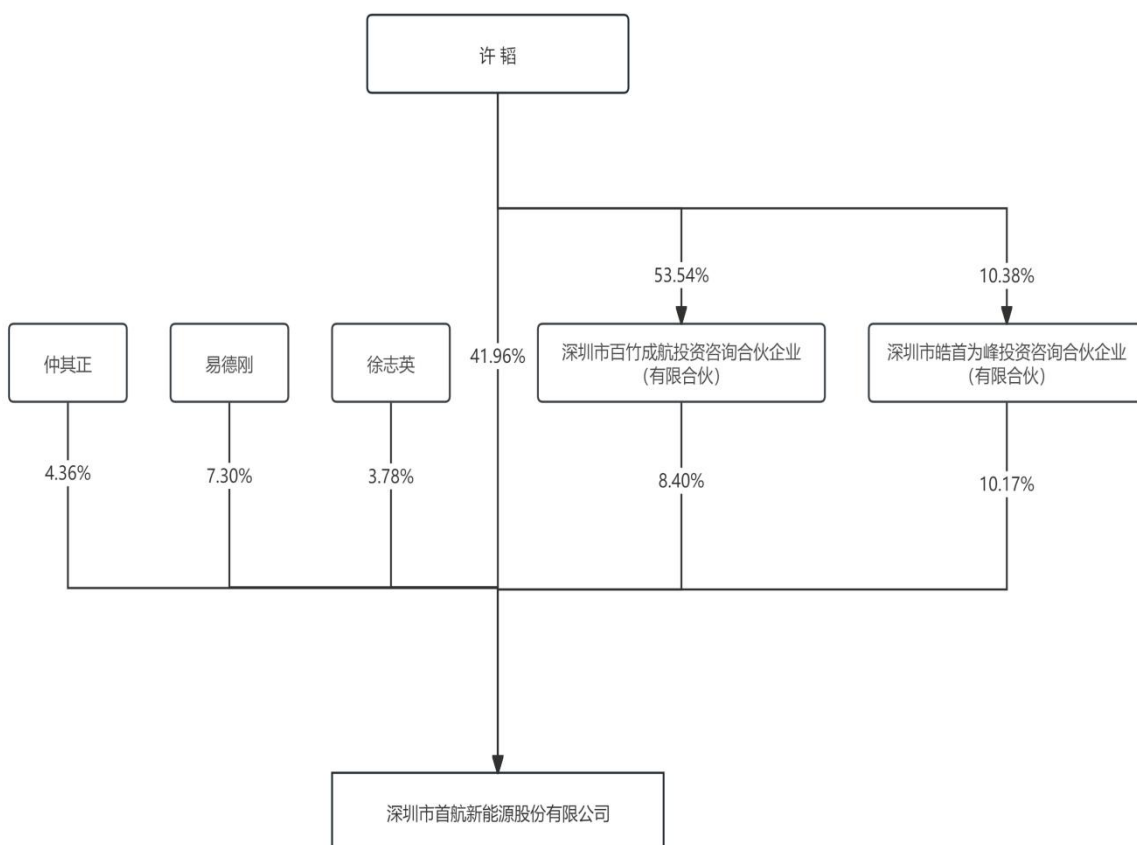 许 韬
53.54%
10.38%
仲其正
易德刚
徐志英
41.96%
深圳市百竹成航投资咨询合伙企业
（有限合伙）
深圳市皓首为峰投资咨询合伙企业
（有限合伙）
4.36%
7.30%
3.78%
8.40%
10.17%
深圳市首航新能源股份有限公司